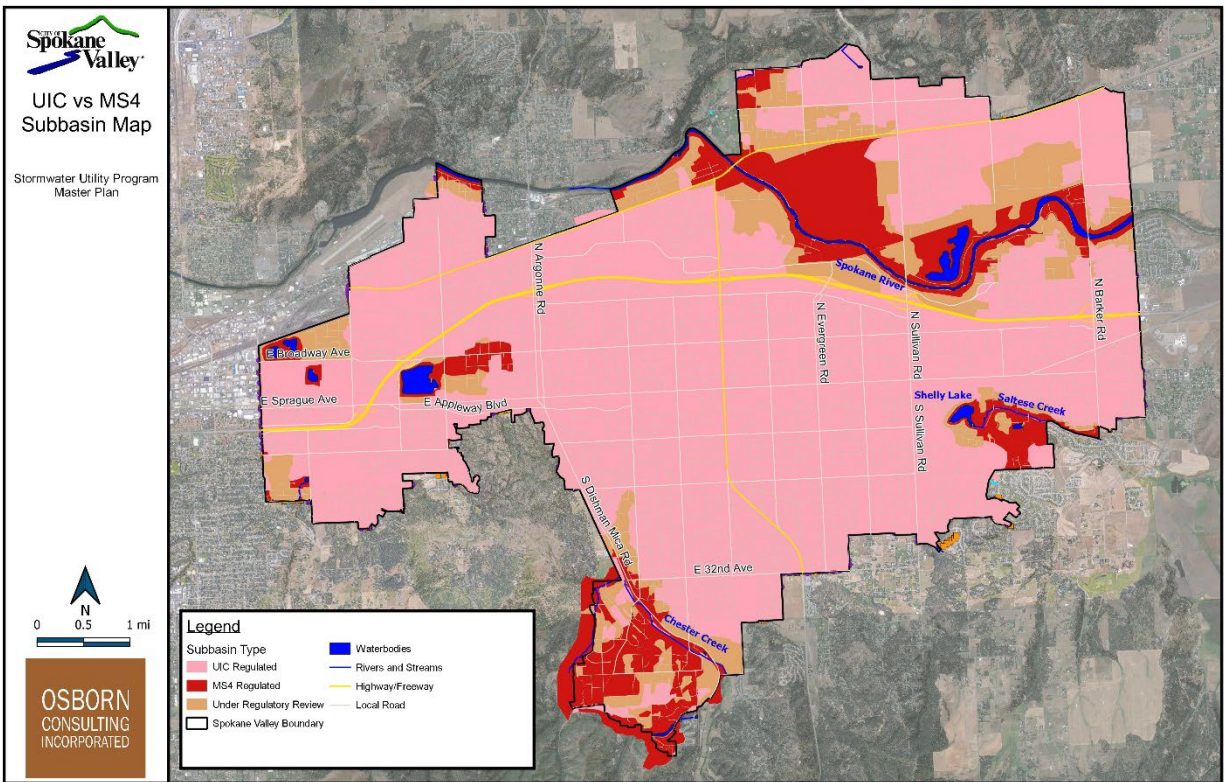 CITY OF
Spokane
Valley
UIC vs MS4
Subbasin Map
Stormwater Utility Program
Master Plan
N
0 0.5 1 mi
OSBORN
CONSULTING
INCORPORATED
N Argonne Rd
Spokane River
N Evergreen Rd
N Sullivan Rd
N Barker Rd
E Broadway Ave
E Sprague Ave
E Appleway Blvd
Shelly Lake
Saltese Creek
S Sullivan Rd
S Dishman Mica Rd
E 32nd Ave
Chester Creek
Legend
Subbasin Type
UIC Regulated
MS4 Regulated
Under Regulatory Review
Spokane Valley Boundary
Waterbodies
Rivers and Streams
Highway/Freeway
Local Road